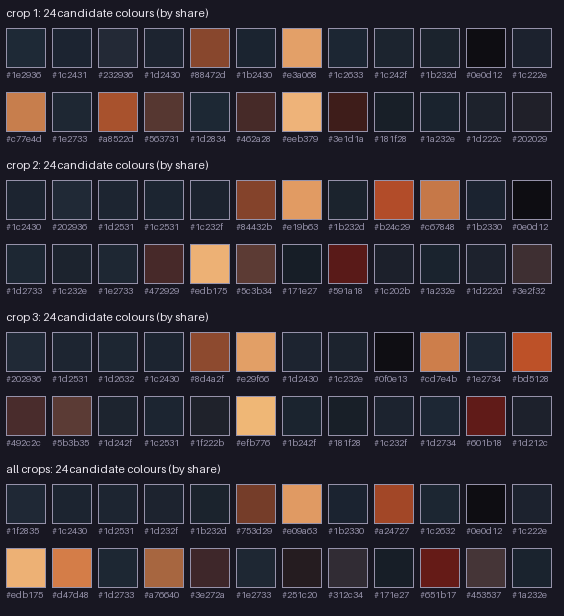 crop 1: 24 candidate colours (by share)
#1e2936 #1c2431 #232936 #1d2430 #88472d #1b2430 #e3a068 #1c2633 #1c242f #1b232d #0e0d12 #1c222e
#c77e4d #1e2733 #a8522d #563731 #1d2834 #462a28 #eeb379 #3e1d1a #181f28 #1a232e #1d222c #202029
crop 2: 24 candidate colours (by share)
#1c2430 #202936 #1d2531 #1c2531 #1c232f #84432b #e19b63 #1b232d #b24c29 #c67848 #1b2330 #0e0d12
#1d2733 #1c232e #1e2733 #472929 #edb175 #5c3b34 #171e27 #591a18 #1c202b #1a232e #1d222d #3e2f32
crop 3: 24 candidate colours (by share)
#202936 #1d2531 #1d2632 #1c2430 #8d4a2f #e29f66 #1d2430 #1c232e #0f0e13 #cd7e4b #1e2734 #bd5128
#492c2c #5b3b35 #1d242f #1c2531 #1f222b #efb776 #1b242f #181f28 #1c232f #1d2734 #601b18 #1d212c
all crops: 24 candidate colours (by share)
#1f2835 #1c2430 #1d2531 #1d232f #1b232d #753d29 #e09a63 #1b2330 #a24727 #1c2632 #0e0d12 #1c222e
#edb175 #d47d48 #1d2733 #a76640 #3e272a #1e2733 #251c20 #312c34 #171e27 #651b17 #453537 #1a232e